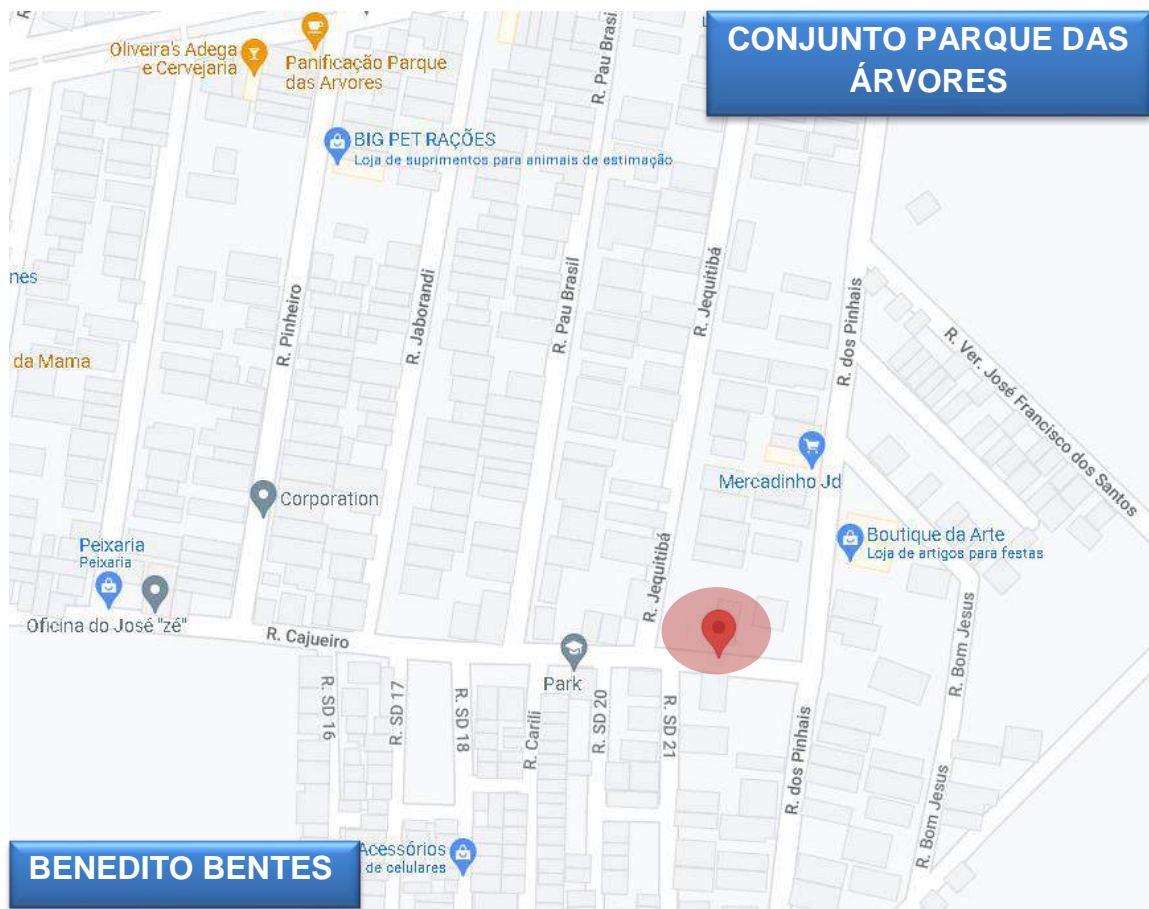 CONJUNTO PARQUE DAS
ÁRVORES
Oliveira's Adega
e Cervejaria
Panificação Parque
das Arvores
R. Pau Brasil
BIG PET RAÇÕES
Loja de suprimentos para animais de estimação
nes
R. Pinheiro
R. Jaborandi
R. Pau Brasil
R. Jequitibá
R. dos Pinhais
R. Ver. José Francisco dos Santos
da Mama
Mercadinho Jd
Corporation
Boutique da Arte
Loja de artigos para festas
Peixaria
Peixaria
R. Jequitibá
Oficina do José "zé"
R. Cajueiro
R. Bom Jesus
Park
R. SD 16
R. SD 17
R. SD 18
R. Carili
R. SD 20
R. SD 21
R. dos Pinhais
R. Bom Jesus
Acessórios
de celulares
BENEDITO BENTES